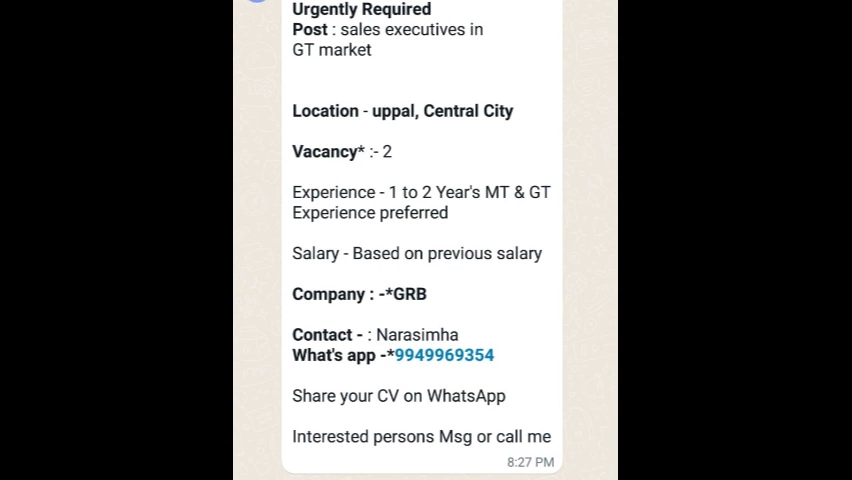 Urgently Required
Post : sales executives in
GT market
Location - uppal, Central City
Vacancy* :- 2
Experience - 1 to 2 Year's MT & GT
Experience preferred
Salary - Based on previous salary
Company : -*GRB
Contact - : Narasimha
What's app -*9949969354
Share your CV on WhatsApp
Interested persons Msg or call me
8:27 PM